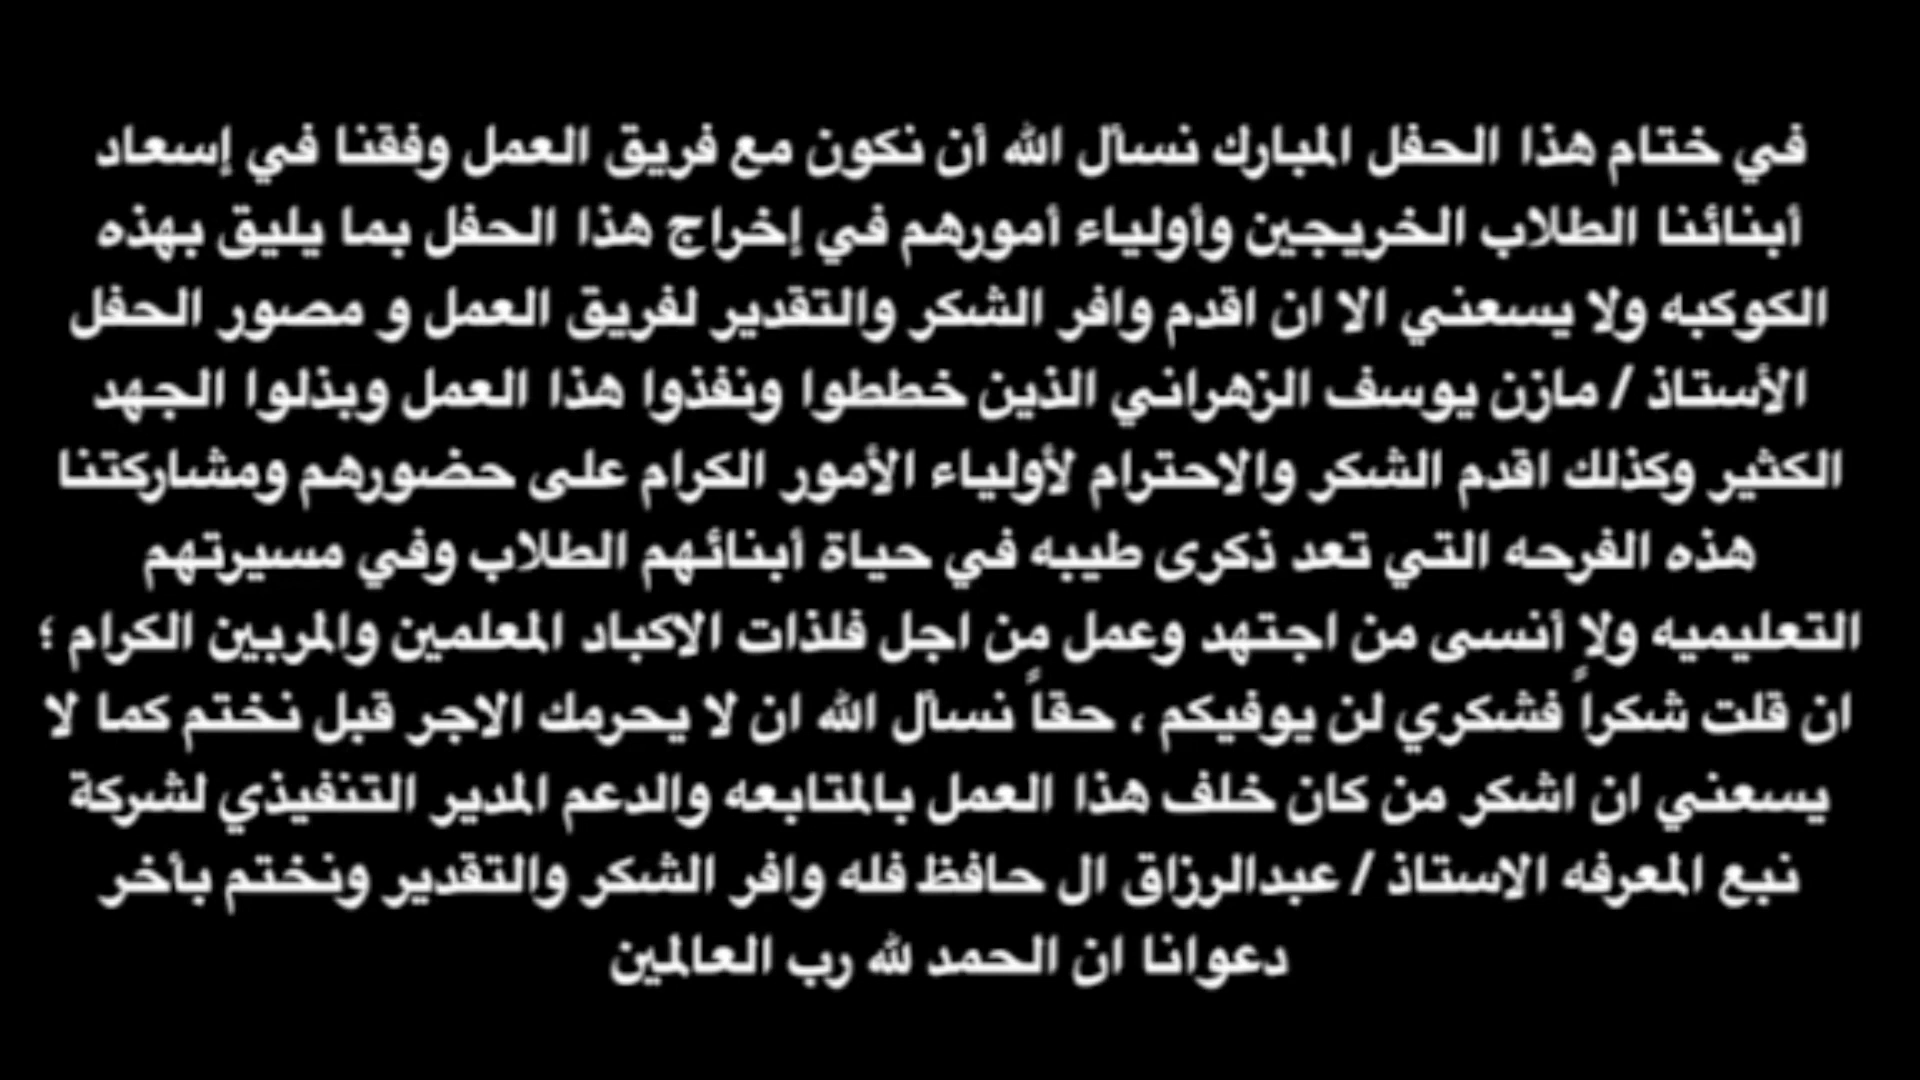 في ختام هذا الحفل المبارك نسأل الله أن نكون مع فريق العمل وفقنا في إسعاد
أبنائنا الطلاب الخريجين وأولياء أمورهم في إخراج هذا الحفل بما يليق بهذه
الكوكبه ولا يسعني الا ان اقدم وافر الشكر والتقدير لفريق العمل و مصور الحفل
الأستاذ / مازن يوسف الزهراني الذين خططوا ونفذوا هذا العمل وبذلوا الجهد
الكثير وكذلك اقدم الشكر والاحترام لأولياء الأمور الكرام على حضورهم ومشاركتنا
هذه الفرحه التي تعد ذكرى طيبه في حياة أبنائهم الطلاب وفي مسيرتهم
التعليميه ولا أنسى من اجتهد وعمل من اجل فلذات الاكباد المعلمين والمربين الكرام ؛
ان قلت شكراً فشكري لن يوفيكم ، حقاً نسأل الله ان لا يحرمك الاجر قبل نختم كما لا
يسعني ان اشكر من كان خلف هذا العمل بالمتابعه والدعم المدير التنفيذي لشركة
نبع المعرفه الاستاذ / عبدالرزاق ال حافظ فله وافر الشكر والتقدير ونختم بأخر
دعوانا ان الحمد لله رب العالمين